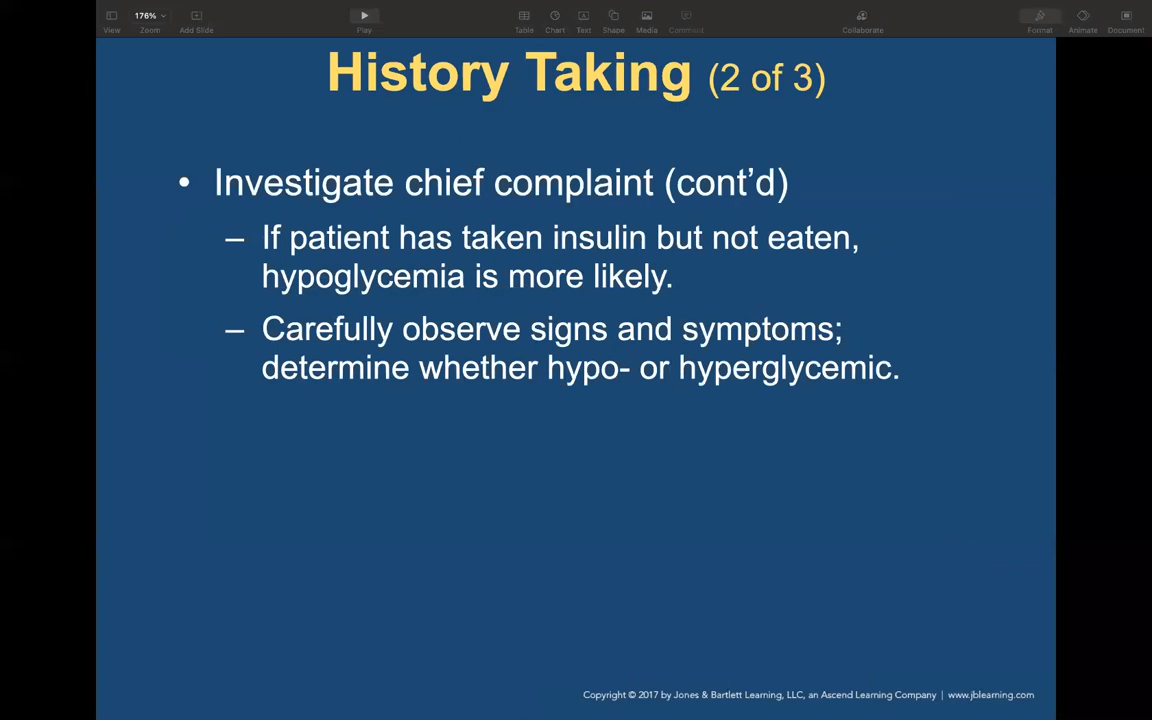 176%
View
Zoom
Add Slide
Play
Table
Chart
Text
Shape
Media
Comment
Collaborate
Format
Animate
Document
History Taking (2 of 3)
• Investigate chief complaint (cont’d)
– If patient has taken insulin but not eaten,
hypoglycemia is more likely.
– Carefully observe signs and symptoms;
determine whether hypo- or hyperglycemic.
Copyright © 2017 by Jones & Bartlett Learning, LLC, an Ascend Learning Company | www.jblearning.com